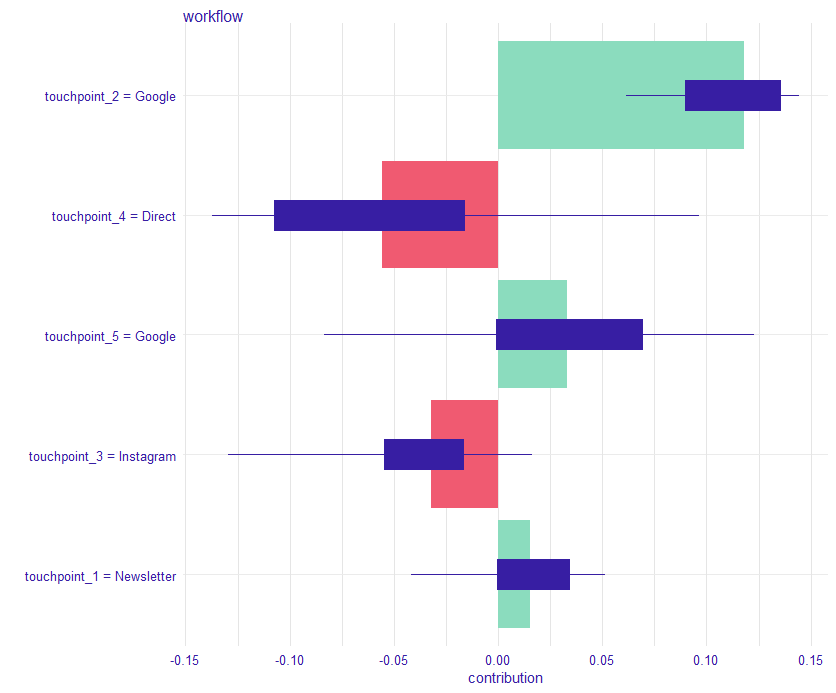 workflow
touchpoint_2 = Google
touchpoint_4 = Direct
touchpoint_5 = Google
touchpoint_3 = Instagram
touchpoint_1 = Newsletter
-0.15 -0.10 -0.05 0.00 0.05 0.10 0.15
contribution